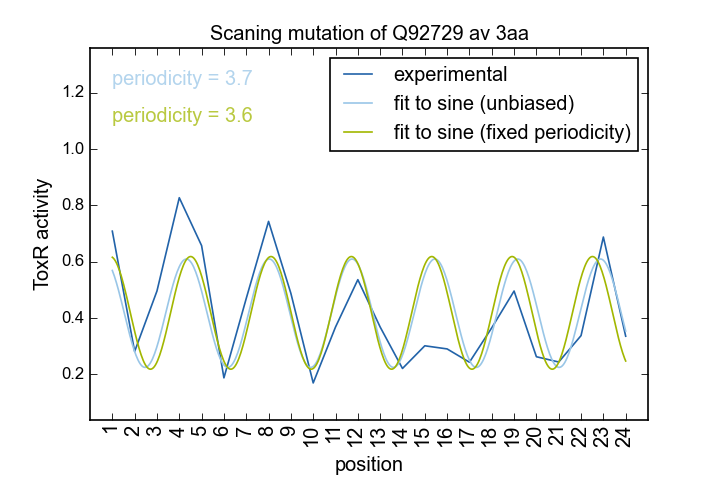 Scaning mutation of Q92729 av 3aa
periodicity = 3.7
periodicity = 3.6
experimental
fit to sine (unbiased)
fit to sine (fixed periodicity)
ToxR activity
1.2
1.0
0.8
0.6
0.4
0.2
1 2 3 4 5 6 7 8 9 10 11 12 13 14 15 16 17 18 19 20 21 22 23 24
position